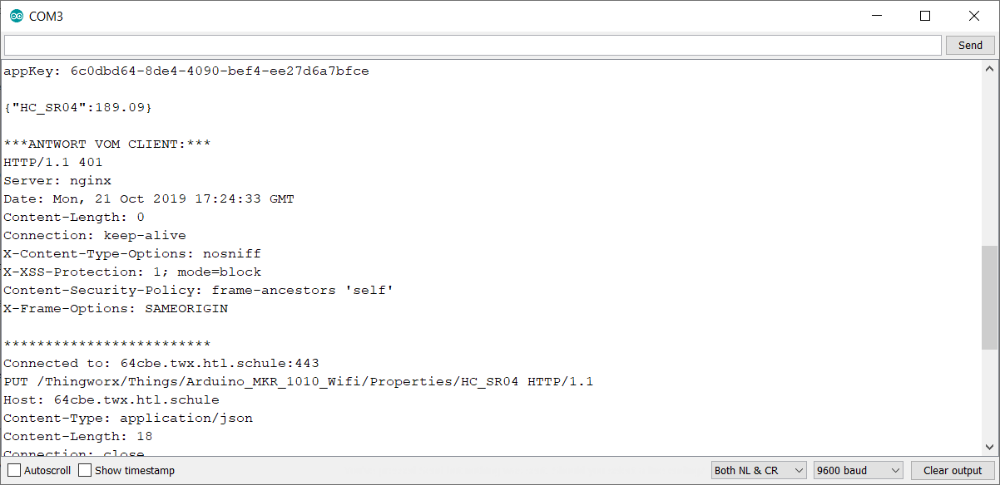 COM3
Send
appKey: 6c0dbd64-8de4-4090-bef4-ee27d6a7bfce
{"HC_SR04":189.09}
***ANTWORT VOM CLIENT:***
HTTP/1.1 401
Server: nginx
Date: Mon, 21 Oct 2019 17:24:33 GMT
Content-Length: 0
Connection: keep-alive
X-Content-Type-Options: nosniff
X-XSS-Protection: 1; mode=block
Content-Security-Policy: frame-ancestors 'self'
X-Frame-Options: SAMEORIGIN
*************************
Connected to: 64cbe.twx.htl.schule:443
PUT /Thingworx/Things/Arduino_MKR_1010_Wifi/Properties/HC_SR04 HTTP/1.1
Host: 64cbe.twx.htl.schule
Content-Type: application/json
Content-Length: 18
Connection: close
Autoscroll Show timestamp Both NL & CR 9600 baud Clear output